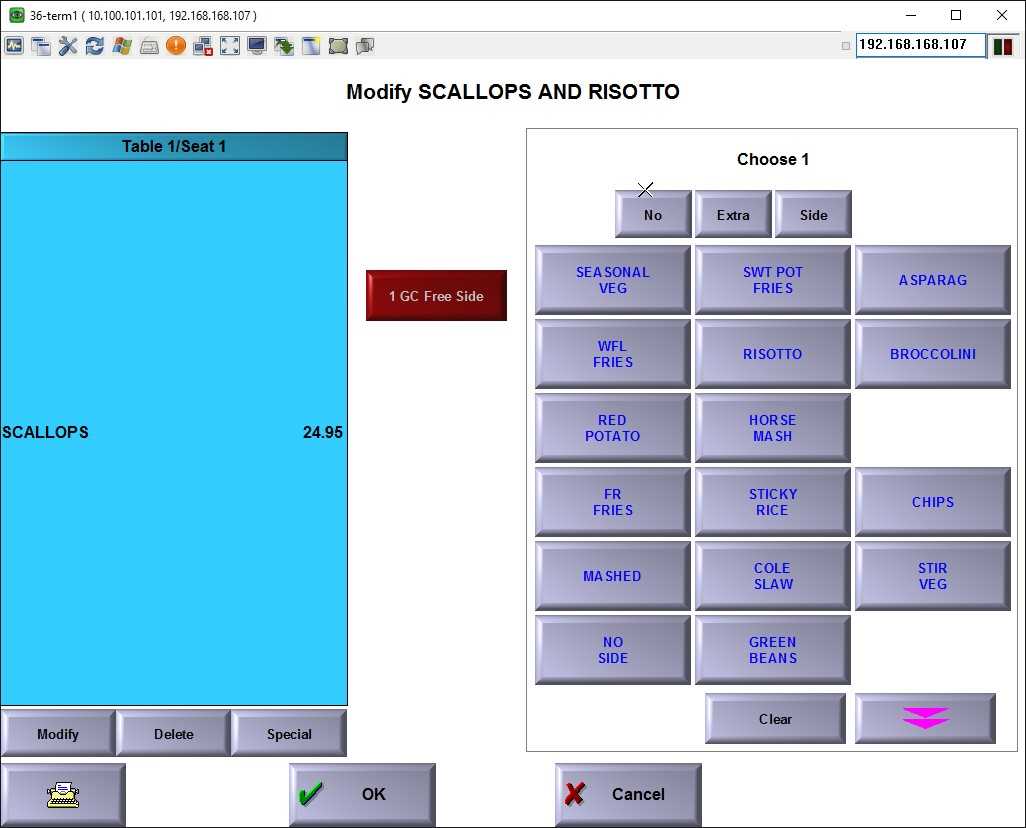 36-term1 ( 10.100.101.101, 192.168.168.107 )
192.168.168.107
Modify SCALLOPS AND RISOTTO
Table 1/Seat 1
SCALLOPS 24.95
1 GC Free Side
Choose 1
No Extra Side
SEASONAL
VEG
SWT POT
FRIES
ASPARAG
WFL
FRIES
RISOTTO
BROCCOLINI
RED
POTATO
HORSE
MASH
FR
FRIES
STICKY
RICE
CHIPS
MASHED
COLE
SLAW
STIR
VEG
NO
SIDE
GREEN
BEANS
Clear
Modify Delete Special
OK Cancel